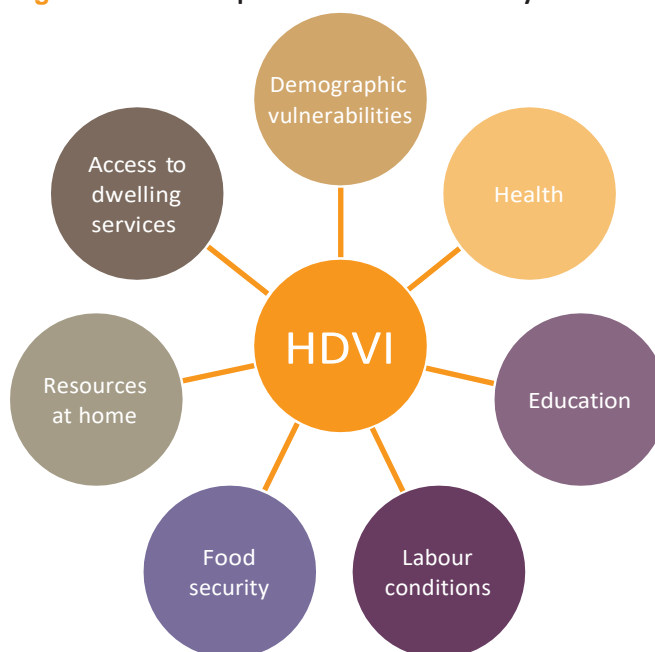 Demographic
vulnerabilities
Access to
dwelling
services
Health
HDVI
Resources
at home
Education
Food
security
Labour
conditions